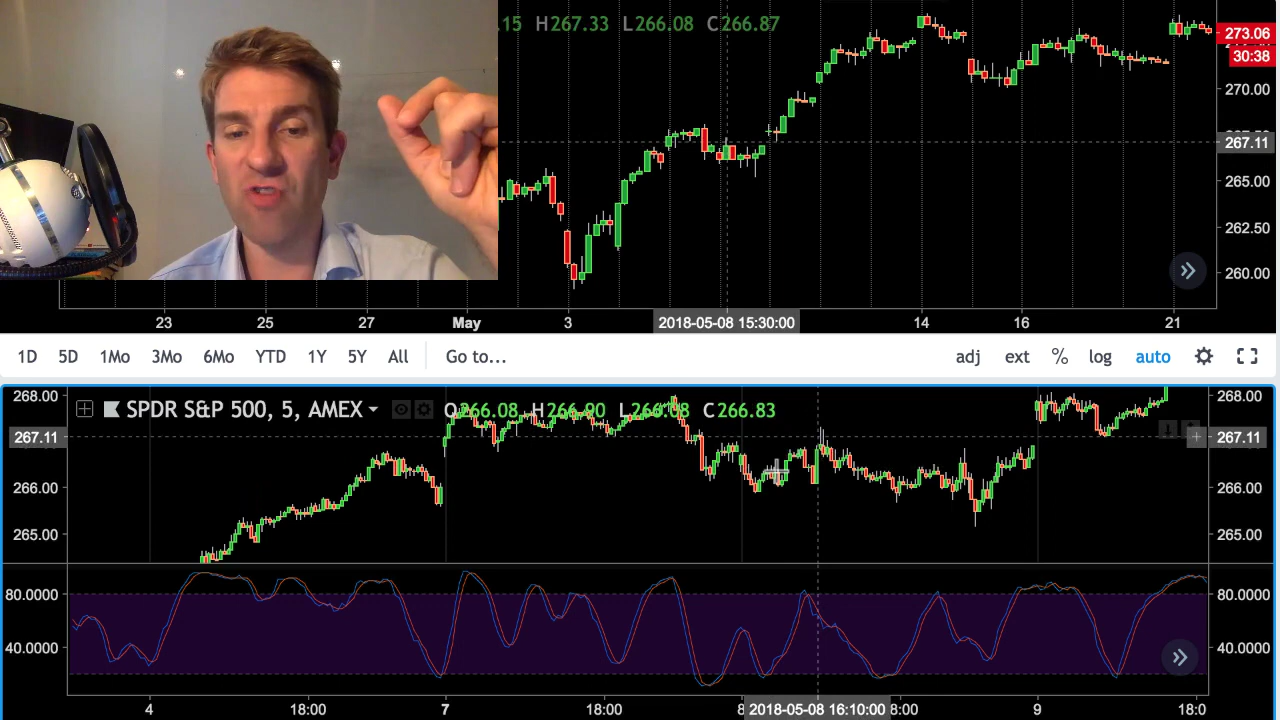 .15 H267.33 L266.08 C266.87
273.06
30:38
270.00
267.11
265.00
262.50
260.00
23 25 27 May 3 2018-05-08 15:30:00 14 16 21
1D 5D 1Mo 3Mo 6Mo YTD 1Y 5Y All Go to... adj ext % log auto
268.00 SPDR S&P 500, 5, AMEX O266.08 H266.90 L266.08 C266.83 268.00
267.11 267.11
266.00 266.00
265.00 265.00
80.0000 80.0000
40.0000 40.0000
4 18:00 7 18:00 8 2018-05-08 16:10:00 8:00 9 18:0